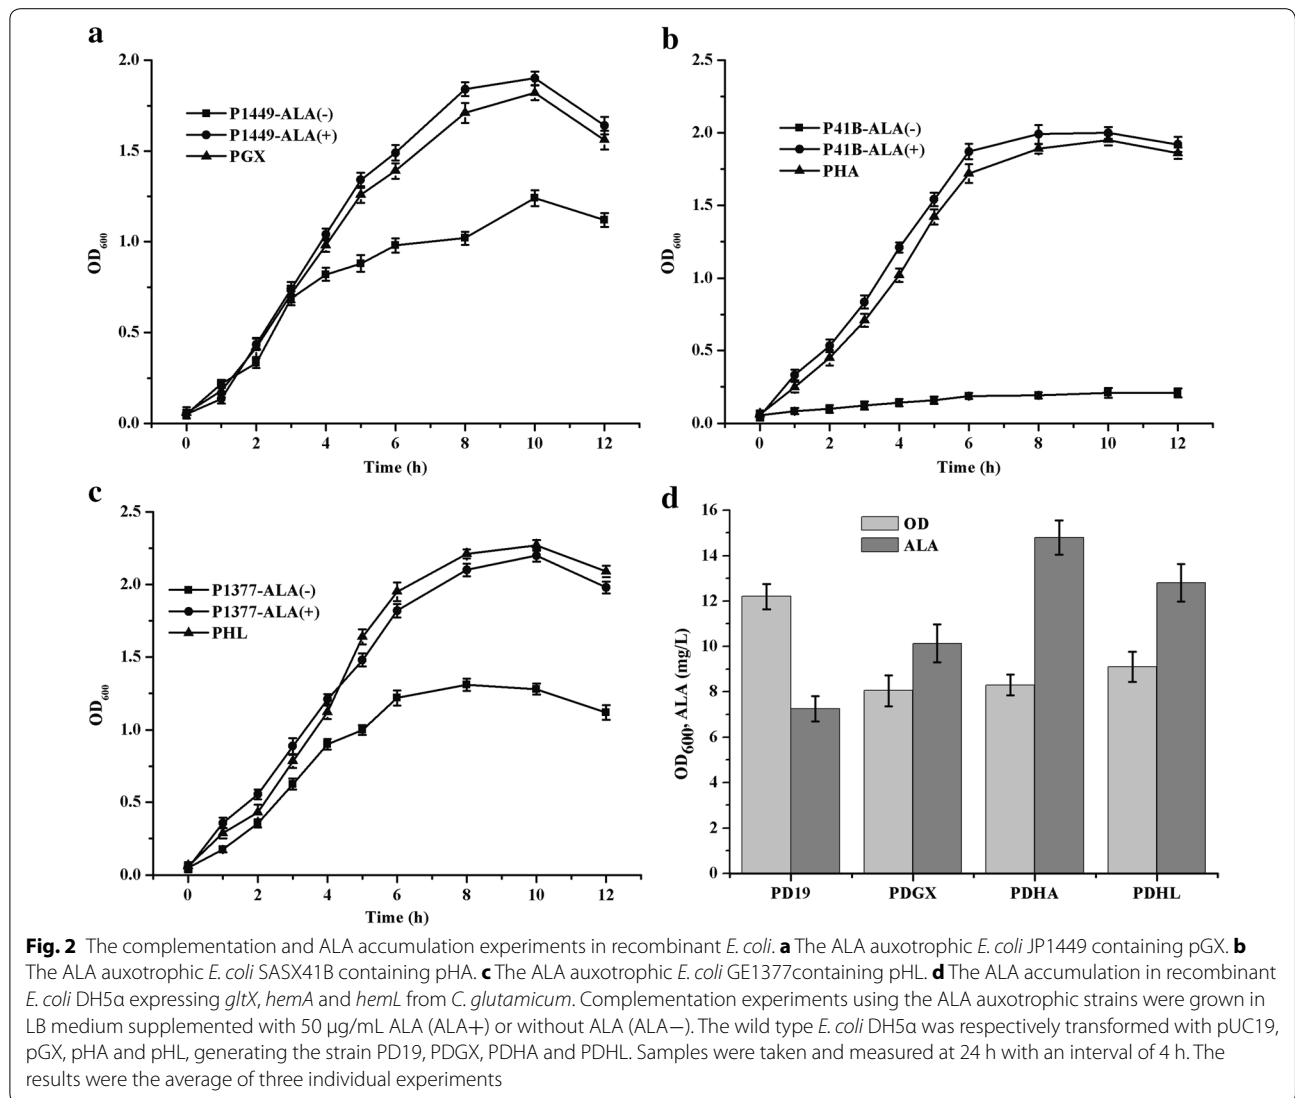 a
2.0
1.5
1.0
0.5
0.0
OD600
P1449-ALA(-)
P1449-ALA(+)
PGX
0 2 4 6 8 10 12
Time (h)
b
2.5
2.0
1.5
1.0
0.5
0.0
OD600
P41B-ALA(-)
P41B-ALA(+)
PHA
0 2 4 6 8 10 12
Time (h)
c
2.5
2.0
1.5
1.0
0.5
0.0
OD600
P1377-ALA(-)
P1377-ALA(+)
PHL
0 2 4 6 8 10 12
Time (h)
d
16
14
12
10
8
6
4
2
0
OD600, ALA (mg/L)
OD
ALA
PD19 PDGX PDHA PDHL
Fig. 2 The complementation and ALA accumulation experiments in recombinant E. coli. a The ALA auxotrophic E. coli JP1449 containing pGX. b
The ALA auxotrophic E. coli SASX41B containing pHA. c The ALA auxotrophic E. coli GE1377containing pHL. d The ALA accumulation in recombinant
E. coli DH5α expressing gltX, hemA and hemL from C. glutamicum. Complementation experiments using the ALA auxotrophic strains were grown in
LB medium supplemented with 50 μg/mL ALA (ALA+) or without ALA (ALA−). The wild type E. coli DH5α was respectively transformed with pUC19,
pGX, pHA and pHL, generating the strain PD19, PDGX, PDHA and PDHL. Samples were taken and measured at 24 h with an interval of 4 h. The
results were the average of three individual experiments